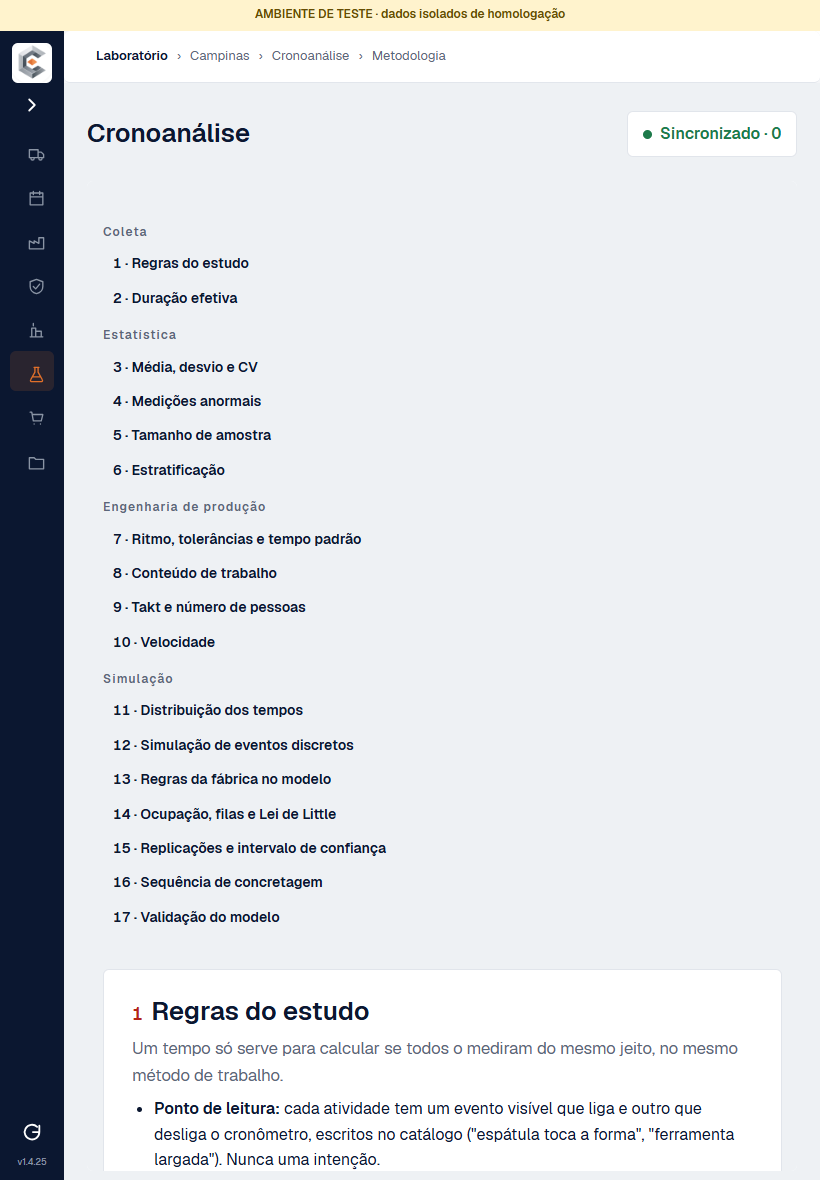 AMBIENTE DE TESTE · dados isolados de homologação
Laboratório › Campinas › Cronoanálise › Metodologia
Cronoanálise
Sincronizado · 0
Coleta
1 · Regras do estudo
2 · Duração efetiva
Estatística
3 · Média, desvio e CV
4 · Medições anormais
5 · Tamanho de amostra
6 · Estratificação
Engenharia de produção
7 · Ritmo, tolerâncias e tempo padrão
8 · Conteúdo de trabalho
9 · Takt e número de pessoas
10 · Velocidade
Simulação
11 · Distribuição dos tempos
12 · Simulação de eventos discretos
13 · Regras da fábrica no modelo
14 · Ocupação, filas e Lei de Little
15 · Replicações e intervalo de confiança
16 · Sequência de concretagem
17 · Validação do modelo
1 Regras do estudo
Um tempo só serve para calcular se todos o mediram do mesmo jeito, no mesmo
método de trabalho.
• Ponto de leitura: cada atividade tem um evento visível que liga e outro que
desliga o cronômetro, escritos no catálogo ("espátula toca a forma", "ferramenta
largada"). Nunca uma intenção.
v1.4.25